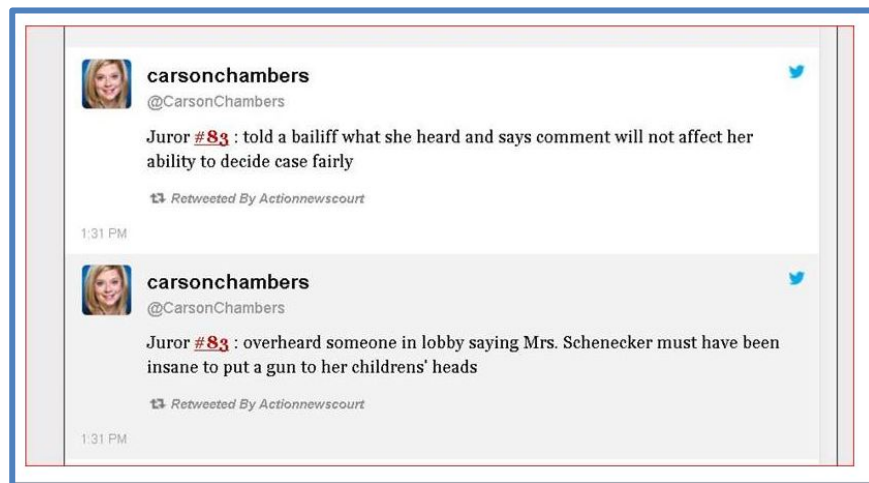 carsonchambers
@CarsonChambers
Juror #83 : told a bailiff what she heard and says comment will not affect her
ability to decide case fairly
Retweeted By Actionnewscourt
1:31 PM
carsonchambers
@CarsonChambers
Juror #83 : overheard someone in lobby saying Mrs. Schenecker must have been
insane to put a gun to her childrens' heads
Retweeted By Actionnewscourt
1:31 PM